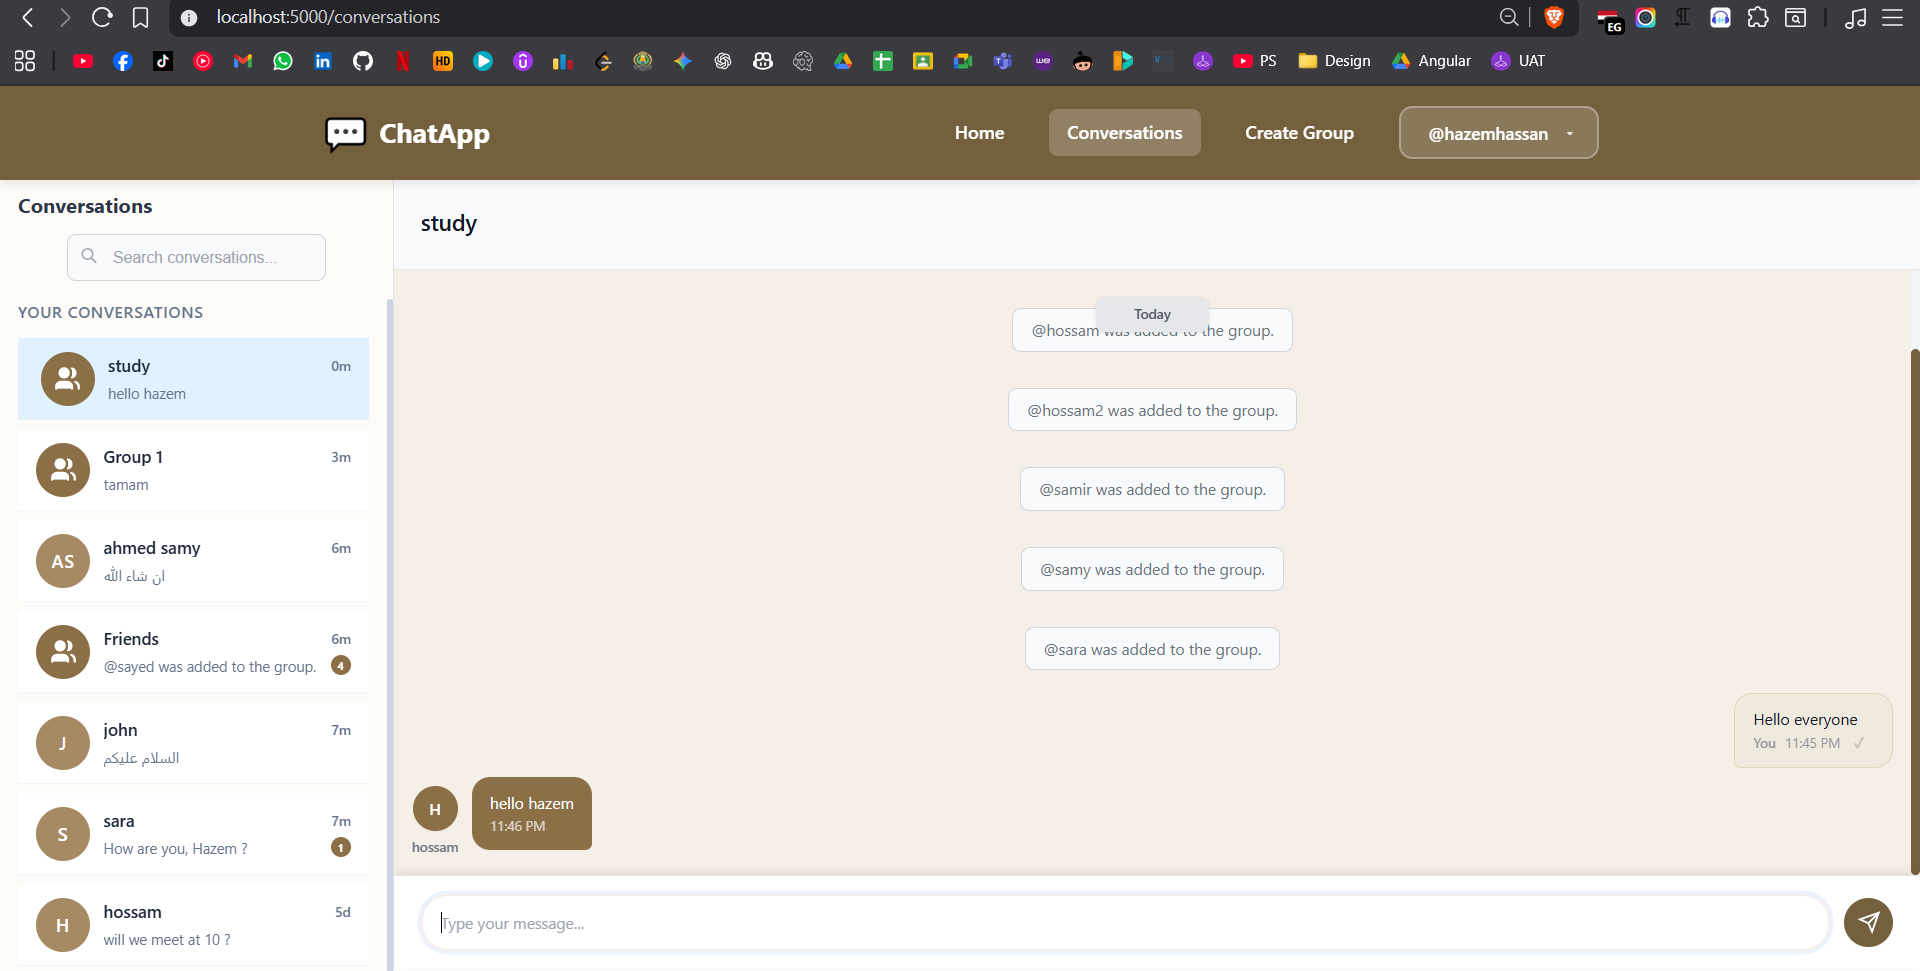 localhost:5000/conversations
EG
HD
we
PS
Design
Angular
UAT
ChatApp
Home
Conversations
Create Group
@hazemhassan
Conversations
Search conversations...
YOUR CONVERSATIONS
study
0m
hello hazem
Group 1
3m
tamam
AS
ahmed samy
6m
ان شاء الله
Friends
6m
@sayed was added to the group.
4
J
john
7m
السلام عليكم
S
sara
7m
How are you, Hazem ?
1
H
hossam
5d
will we meet at 10 ?
study
Today
@hossam was added to the group.
@hossam2 was added to the group.
@samir was added to the group.
@samy was added to the group.
@sara was added to the group.
Hello everyone
You 11:45 PM ✓
H
hello hazem
11:46 PM
hossam
Type your message...